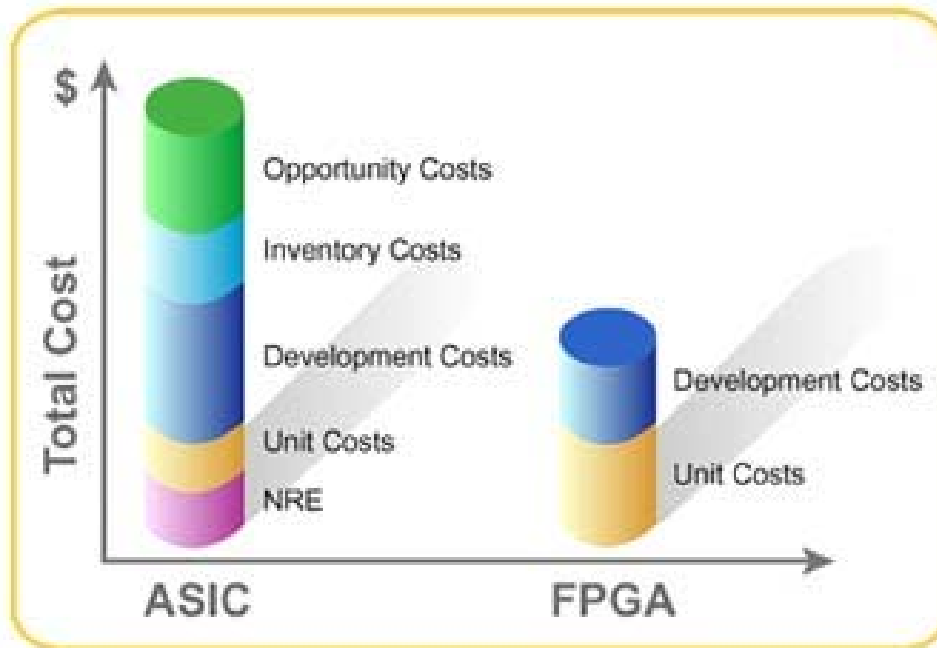 $
Total Cost
Opportunity Costs
Inventory Costs
Development Costs
Unit Costs
NRE
Development Costs
Unit Costs
ASIC
FPGA